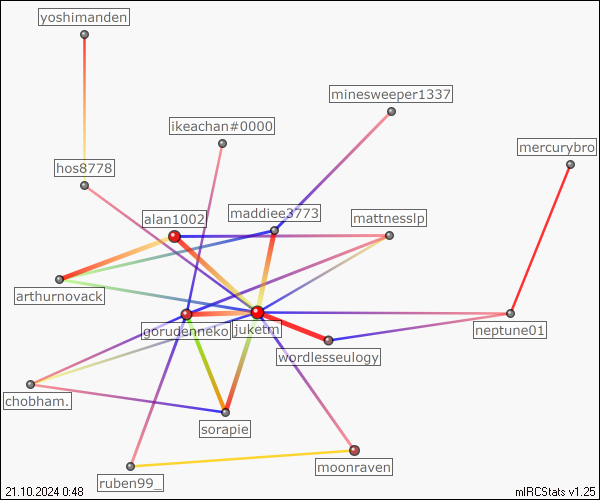 yoshimanden
minesweeper1337
ikeachan#0000
mercurybro
hos8778
alan1002
maddiee3773
mattnesslp
arthurnovack
gorudenneko
juketm
neptune01
wordlesseulogy
chobham.
sorapie
moonraven
ruben99_
21.10.2024 0:48
mIRCStats v1.25